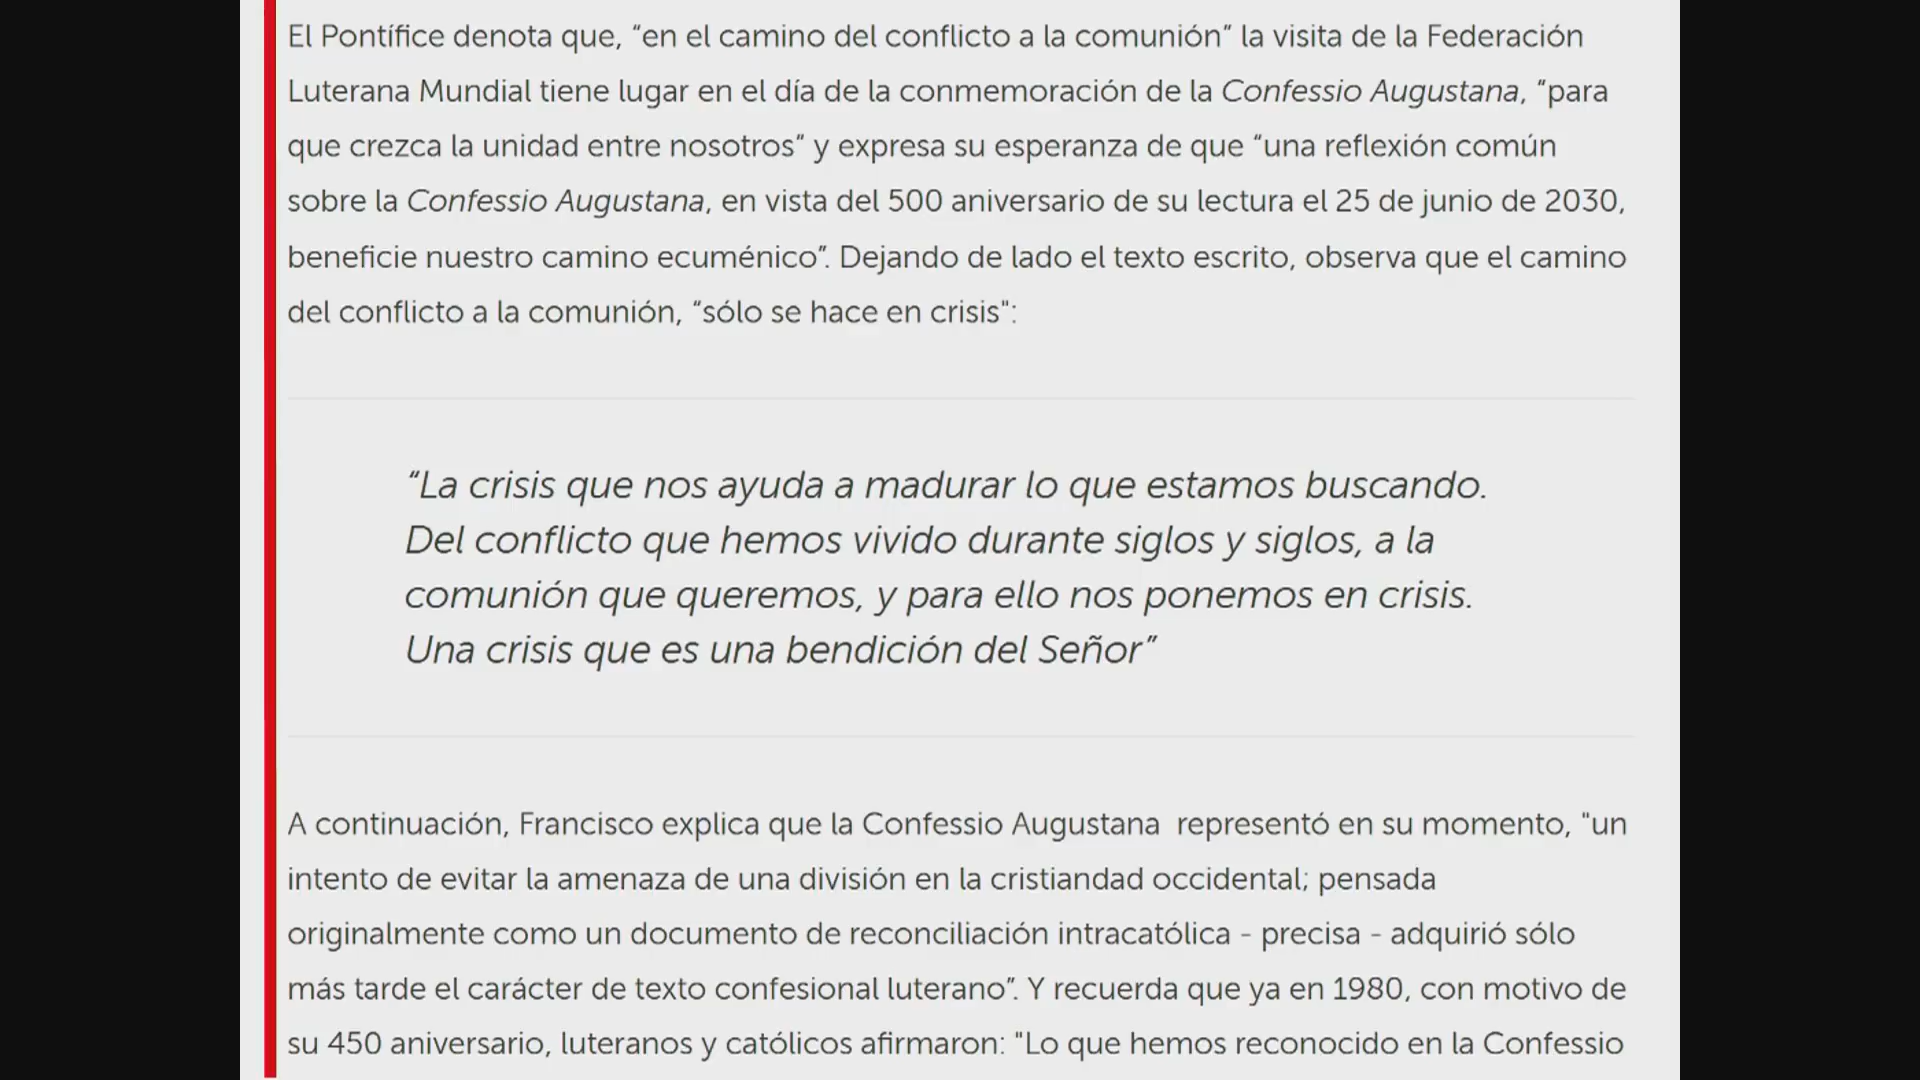 El Pontífice denota que, “en el camino del conflicto a la comunión” la visita de la Federación
Luterana Mundial tiene lugar en el día de la conmemoración de la Confessio Augustana, “para
que crezca la unidad entre nosotros” y expresa su esperanza de que “una reflexión común
sobre la Confessio Augustana, en vista del 500 aniversario de su lectura el 25 de junio de 2030,
beneficie nuestro camino ecuménico”. Dejando de lado el texto escrito, observa que el camino
del conflicto a la comunión, “sólo se hace en crisis":
“La crisis que nos ayuda a madurar lo que estamos buscando.
Del conflicto que hemos vivido durante siglos y siglos, a la
comunión que queremos, y para ello nos ponemos en crisis.
Una crisis que es una bendición del Señor”
A continuación, Francisco explica que la Confessio Augustana  representó en su momento, "un
intento de evitar la amenaza de una división en la cristiandad occidental; pensada
originalmente como un documento de reconciliación intracatólica - precisa - adquirió sólo
más tarde el carácter de texto confesional luterano”. Y recuerda que ya en 1980, con motivo de
su 450 aniversario, luteranos y católicos afirmaron: "Lo que hemos reconocido en la Confessio